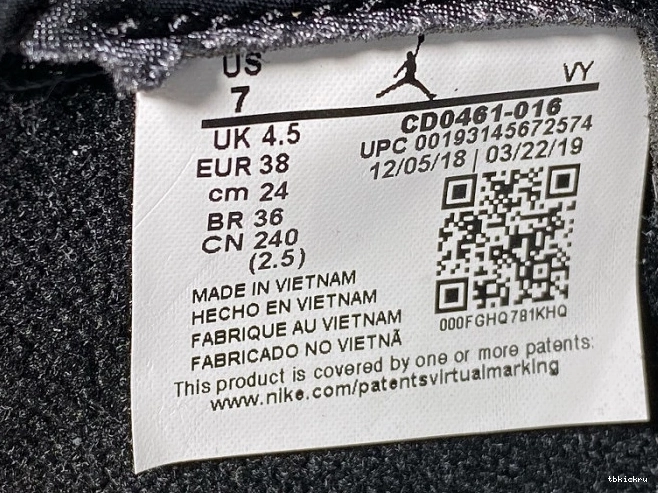 US
7
VY
CD0461-016
UPC 00193145672574
12/05/18 | 03/22/19
UK 4.5
EUR 38
cm 24
BR 36
CN 240
(2.5)
000FGHQ781KHQ
MADE IN VIETNAM
HECHO EN VIETNAM
FABRIQUE AU VIETNAM
FABRICADO NO VIETNÃ
This product is covered by one or more patents:
www.nike.com/patentsvirtualmarking
tbkickru